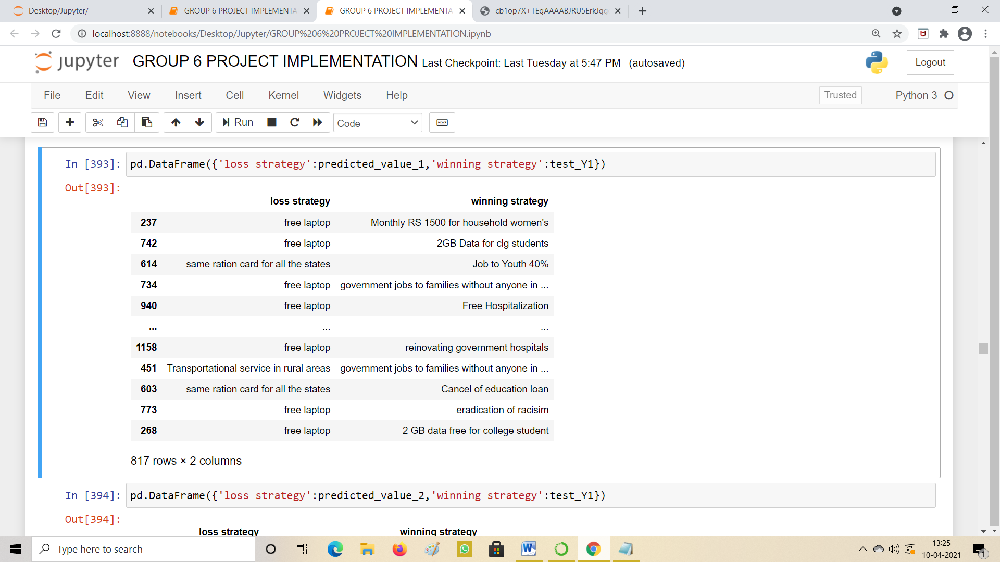 Desktop/Jupyter/
GROUP 6 PROJECT IMPLEMENTA
GROUP 6 PROJECT IMPLEMENTA
cb1op7X+TEgAAAABJRU5ErkJgg
localhost:8888/notebooks/Desktop/Jupyter/GROUP%206%20PROJECT%20IMPLEMENTATION.ipynb
jupyter GROUP 6 PROJECT IMPLEMENTATION Last Checkpoint: Last Tuesday at 5:47 PM (autosaved)
Logout
File Edit View Insert Cell Kernel Widgets Help
Trusted Python 3
Run Code
In [393]: pd.DataFrame({'loss strategy':predicted_value_1,'winning strategy':test_Y1})
Out[393]:
loss strategy winning strategy
237 free laptop Monthly RS 1500 for household women's
742 free laptop 2GB Data for clg students
614 same ration card for all the states Job to Youth 40%
734 free laptop government jobs to families without anyone in ...
940 free laptop Free Hospitalization
... ... ...
1158 free laptop reinovating government hospitals
451 Transportational service in rural areas government jobs to families without anyone in ...
603 same ration card for all the states Cancel of education loan
773 free laptop eradication of racisim
268 free laptop 2 GB data free for college student
817 rows × 2 columns
In [394]: pd.DataFrame({'loss strategy':predicted_value_2,'winning strategy':test_Y1})
Out[394]:
loss strategy winning strategy
Type here to search
13:25
10-04-2021
1